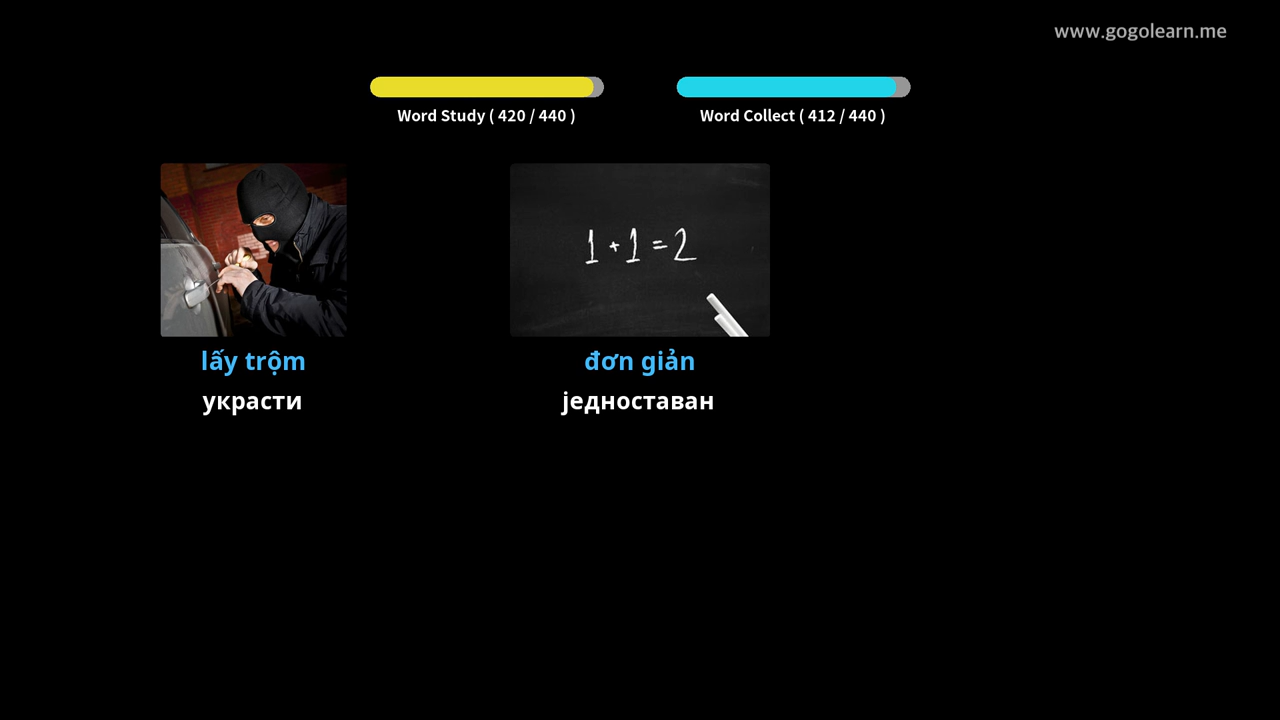 www.gogolearn.me
Word Study ( 420 / 440 )
Word Collect ( 412 / 440 )
1 + 1 = 2
lấy trộm
đơn giản
украсти
једноставан